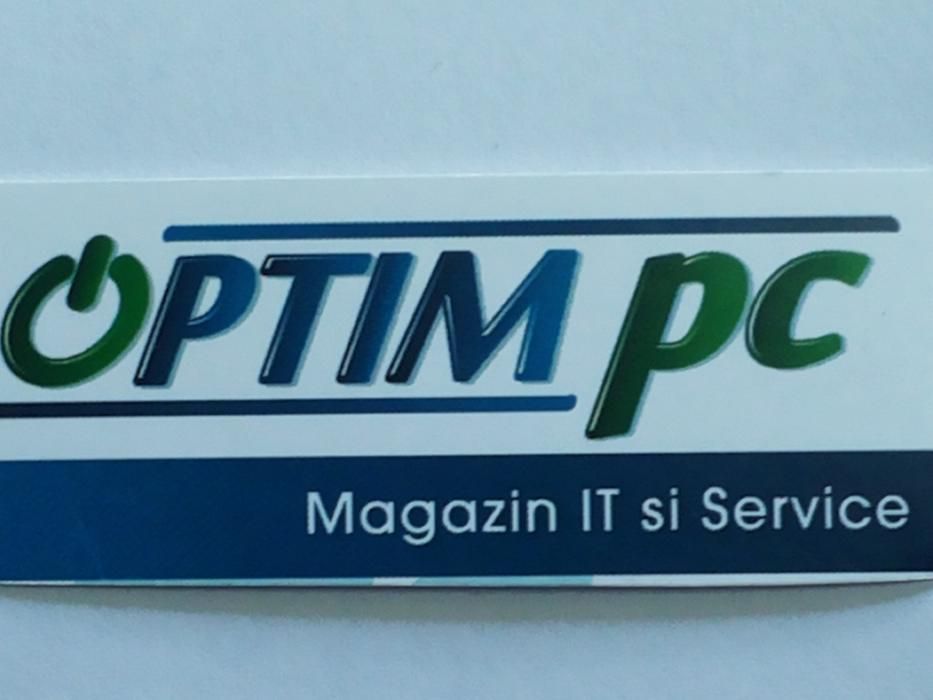 OPTIM pc
Magazin IT si Service